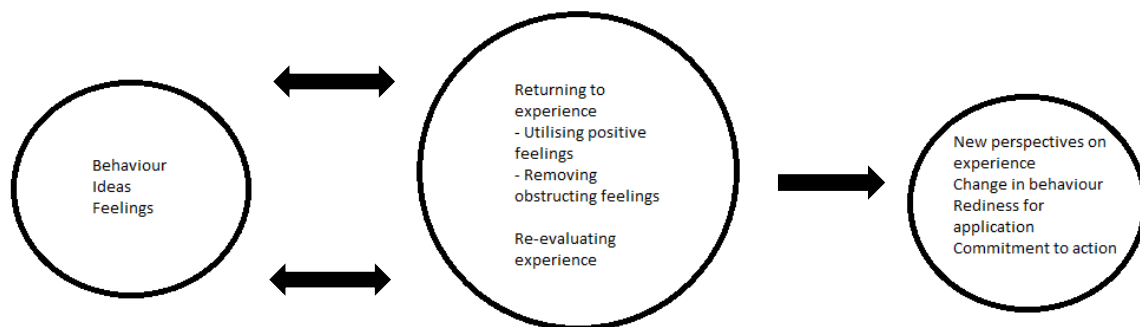 Behaviour
Ideas
Feelings
Returning to
experience
- Utilising positive
feelings
- Removing
obstructing feelings
Re-evaluating
experience
New perspectives on
experience
Change in behaviour
Rediness for
application
Commitment to action